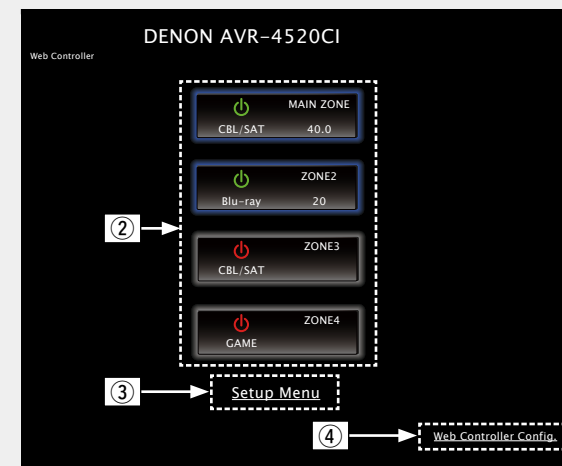 DENON AVR-4520CI
Web Controller
MAIN ZONE
CBL/SAT 40.0
ZONE2
Blu-ray 20
②
ZONE3
CBL/SAT
ZONE4
GAME
③ Setup Menu
④ Web Controller Config.